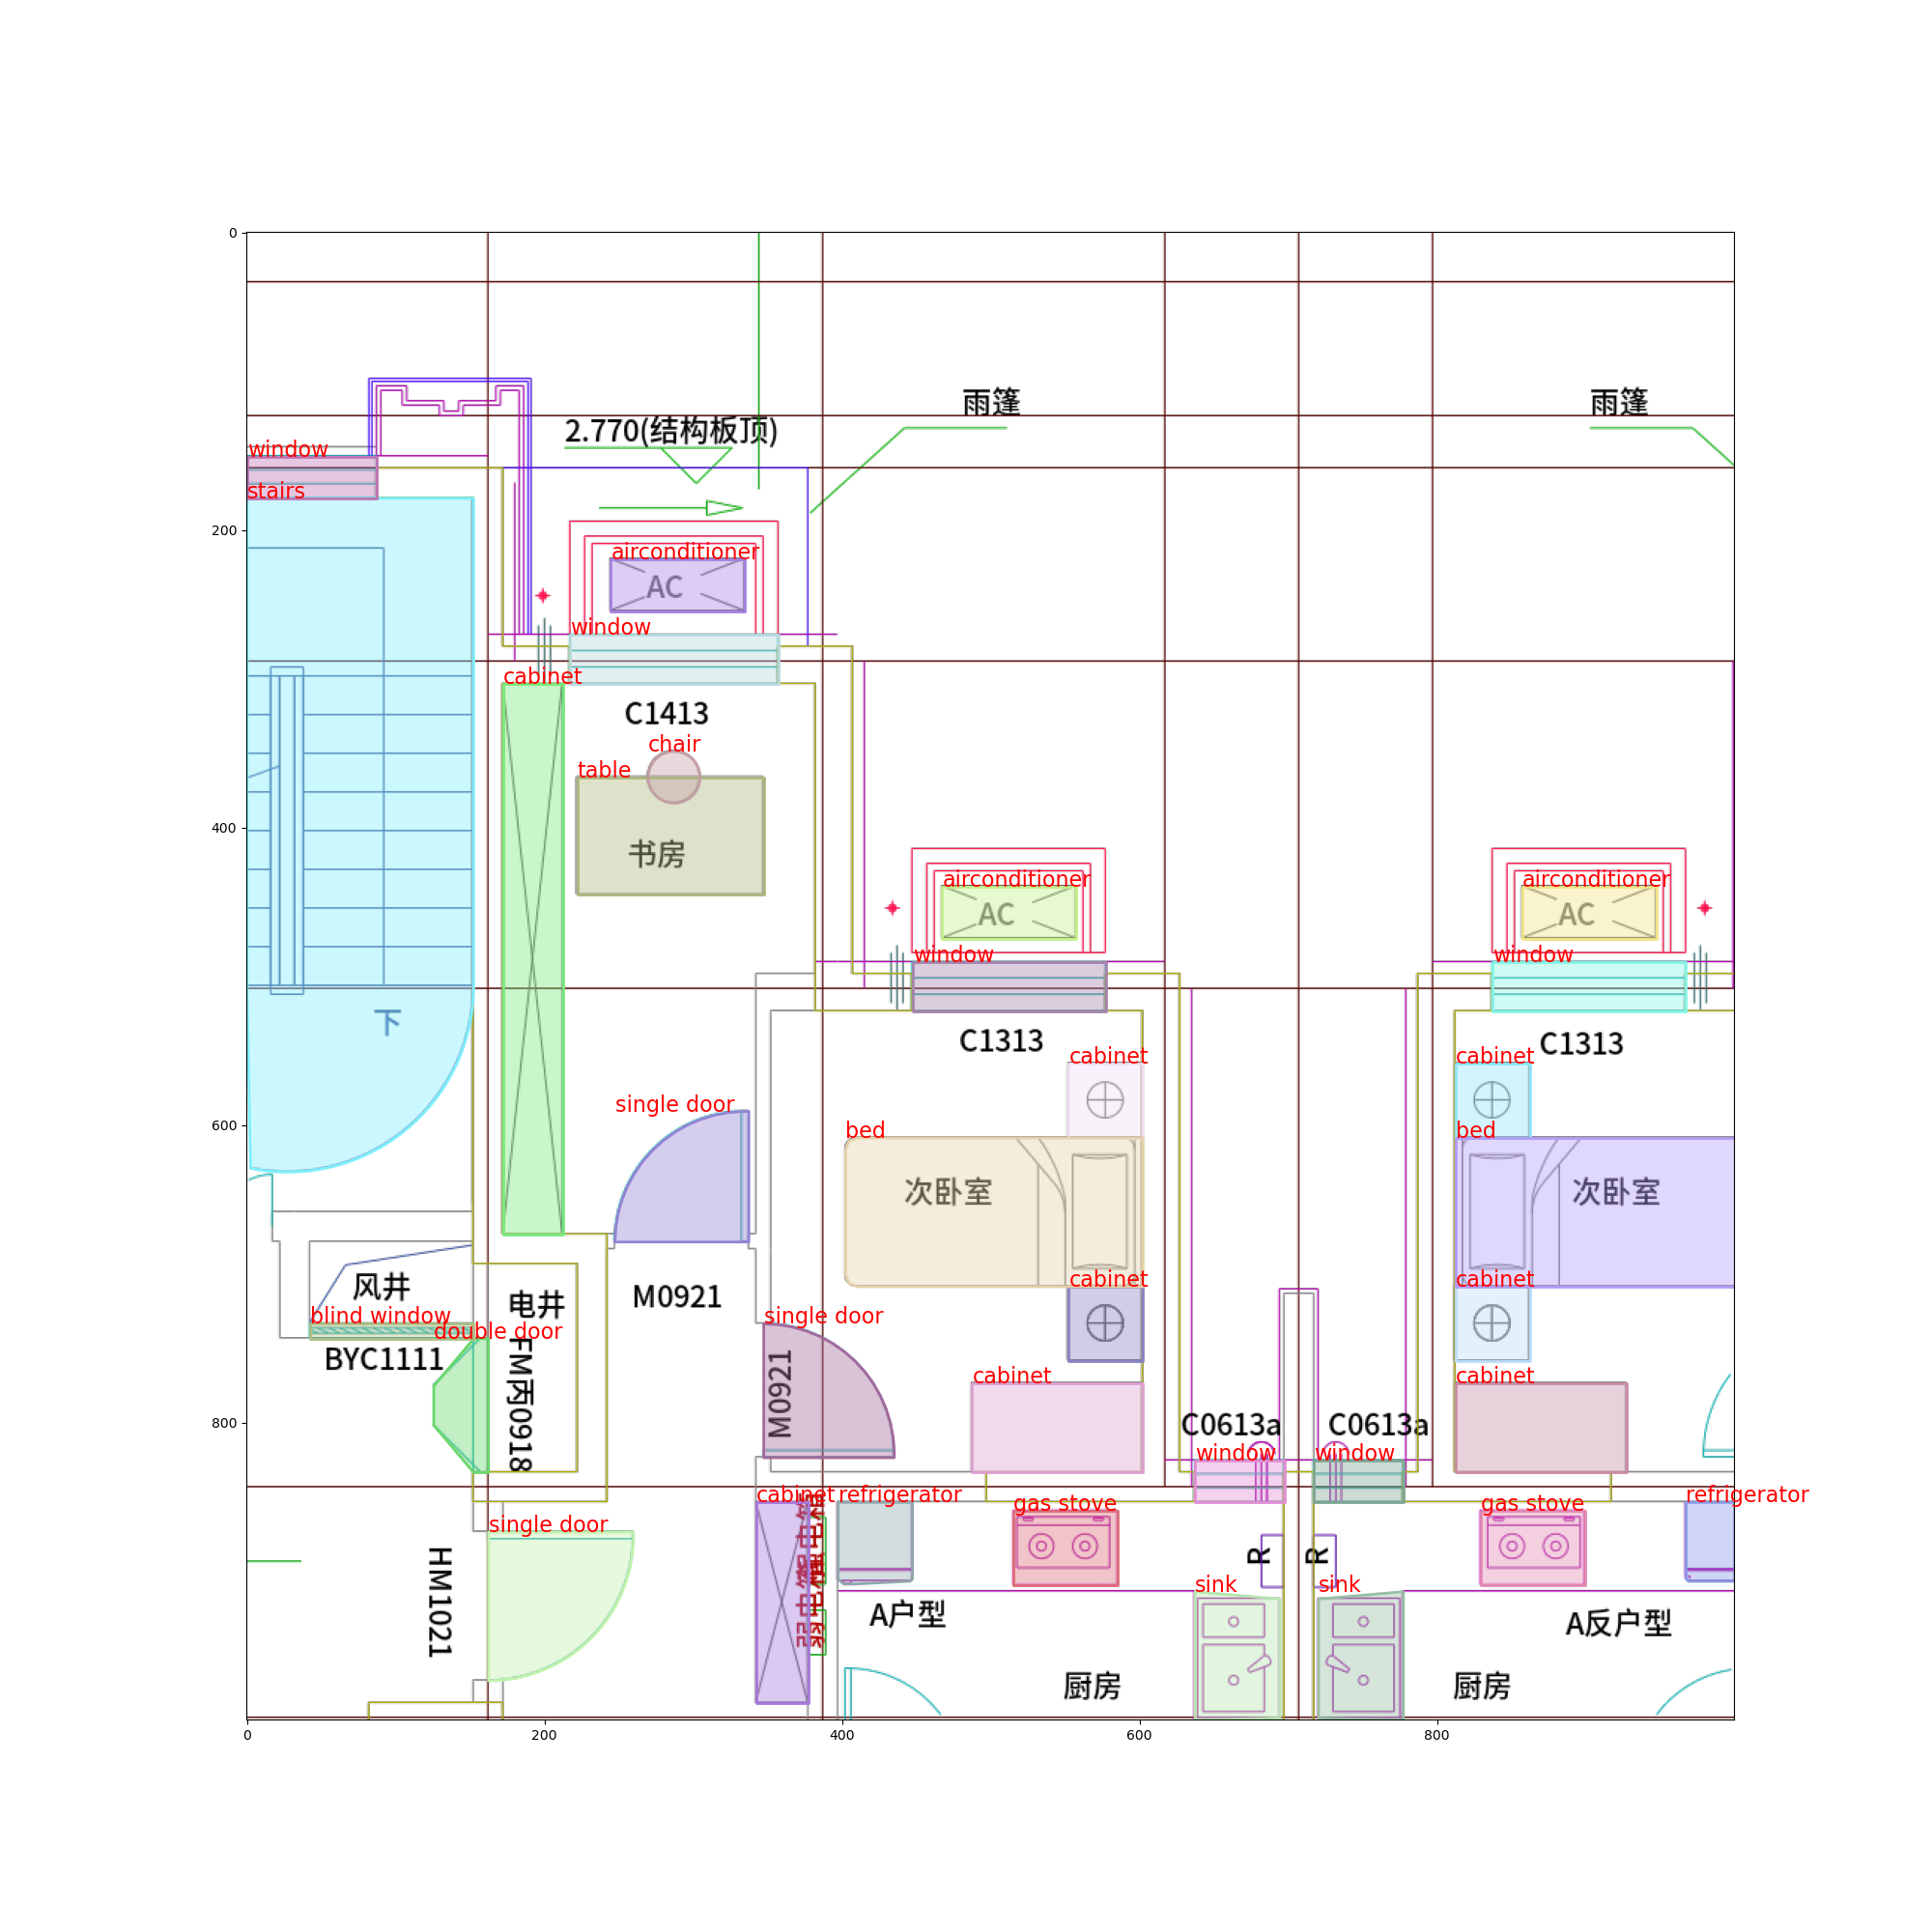 0
雨篷
雨篷
2.770(结构板顶)
window
stairs
200
airconditioner
AC
window
cabinet
C1413
chair
table
400
书房
airconditioner
airconditioner
AC
AC
window
window
下
C1313
C1313
cabinet
cabinet
single door
600
bed
bed
次卧室
次卧室
风井
电井
M0921
cabinet
cabinet
blind window
single door
double door
BYC1111
FM丙0918
M0921
cabinet
cabinet
800
C0613a
C0613a
window
window
cabinet
refrigerator
refrigerator
gas stove
gas stove
single door
HM1021
R
R
sink
sink
A户型
A反户型
厨房
厨房
0
200
400
600
800